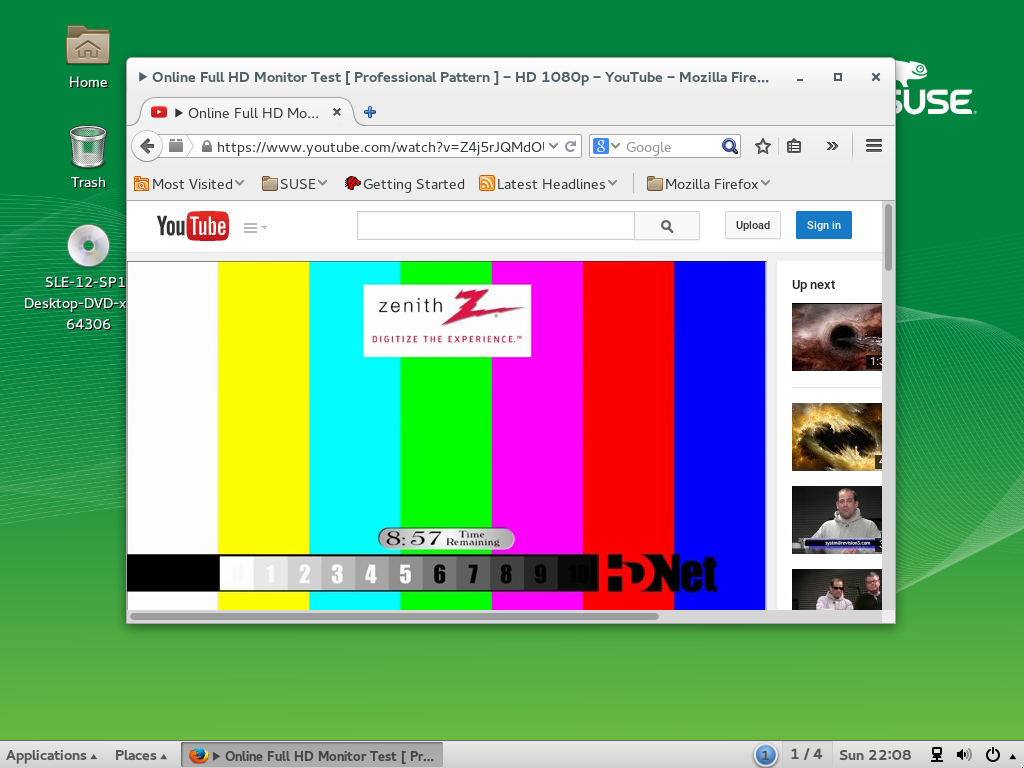 Home
Trash
SLE-12-SP1
Desktop-DVD-x
64306
SUSE
Online Full HD Monitor Test [ Professional Pattern ] – HD 1080p – YouTube – Mozilla Fire...
Online Full HD Mo...
https://www.youtube.com/watch?v=Z4j5rJQMdOU
Google
Most Visited
SUSE
Getting Started
Latest Headlines
Mozilla Firefox
YouTube
Upload
Sign in
zenith
DIGITIZE THE EXPERIENCE.™
Up next
system@revision3.com
8:57 Time Remaining
0 1 2 3 4 5 6 7 8 9 10
HDNet
Applications
Places
Online Full HD Monitor Test [ Pr...
1
1 / 4
Sun 22:08